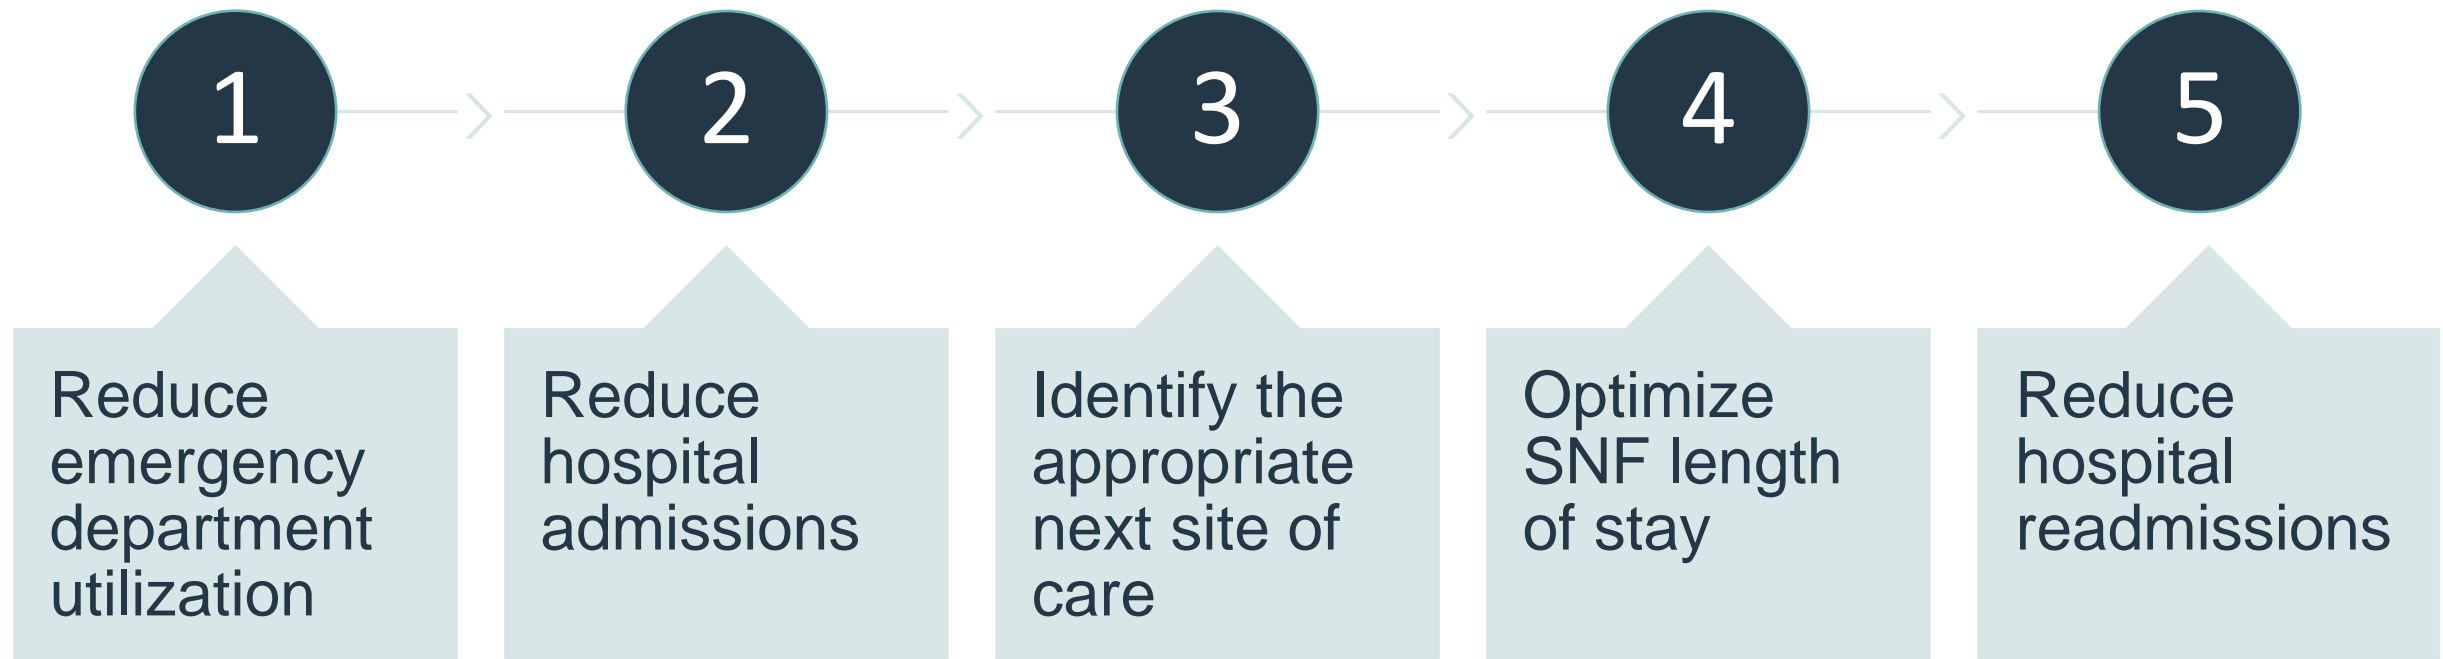 1
2
3
4
5
Reduce
emergency
department
utilization
Reduce
hospital
admissions
Identify the
appropriate
next site of
care
Optimize
SNF length
of stay
Reduce
hospital
readmissions